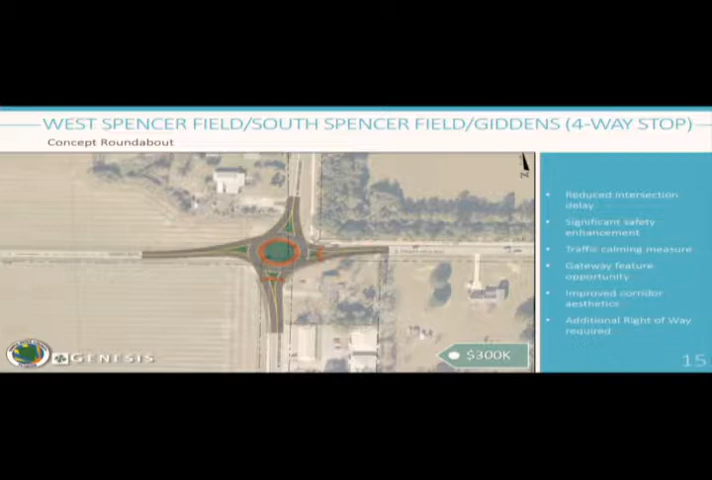 WEST SPENCER FIELD/SOUTH SPENCER FIELD/GIDDENS (4-WAY STOP)
Concept Roundabout
N
Reduced intersection
delay
Significant safety
enhancement
Traffic calming measure
Gateway feature
opportunity
Improved corridor
aesthetics
Additional Right of Way
required
GENESIS
$300K
15